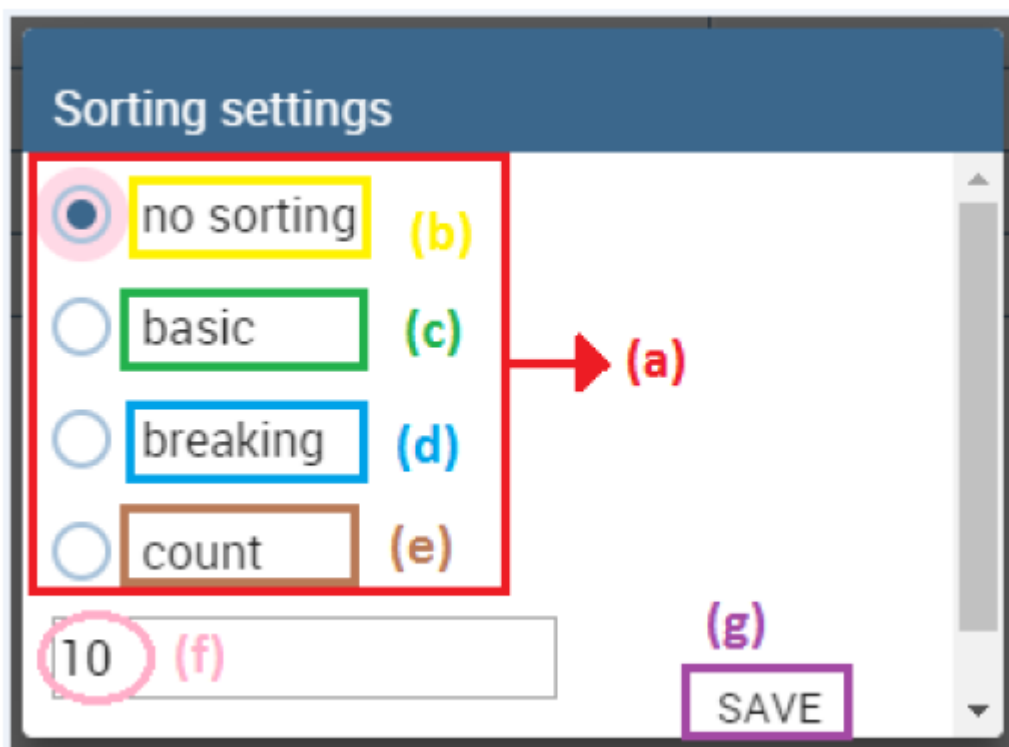 Sorting settings
no sorting (b)
basic (c)
(a)
breaking (d)
count (e)
10 (f)
(g)
SAVE